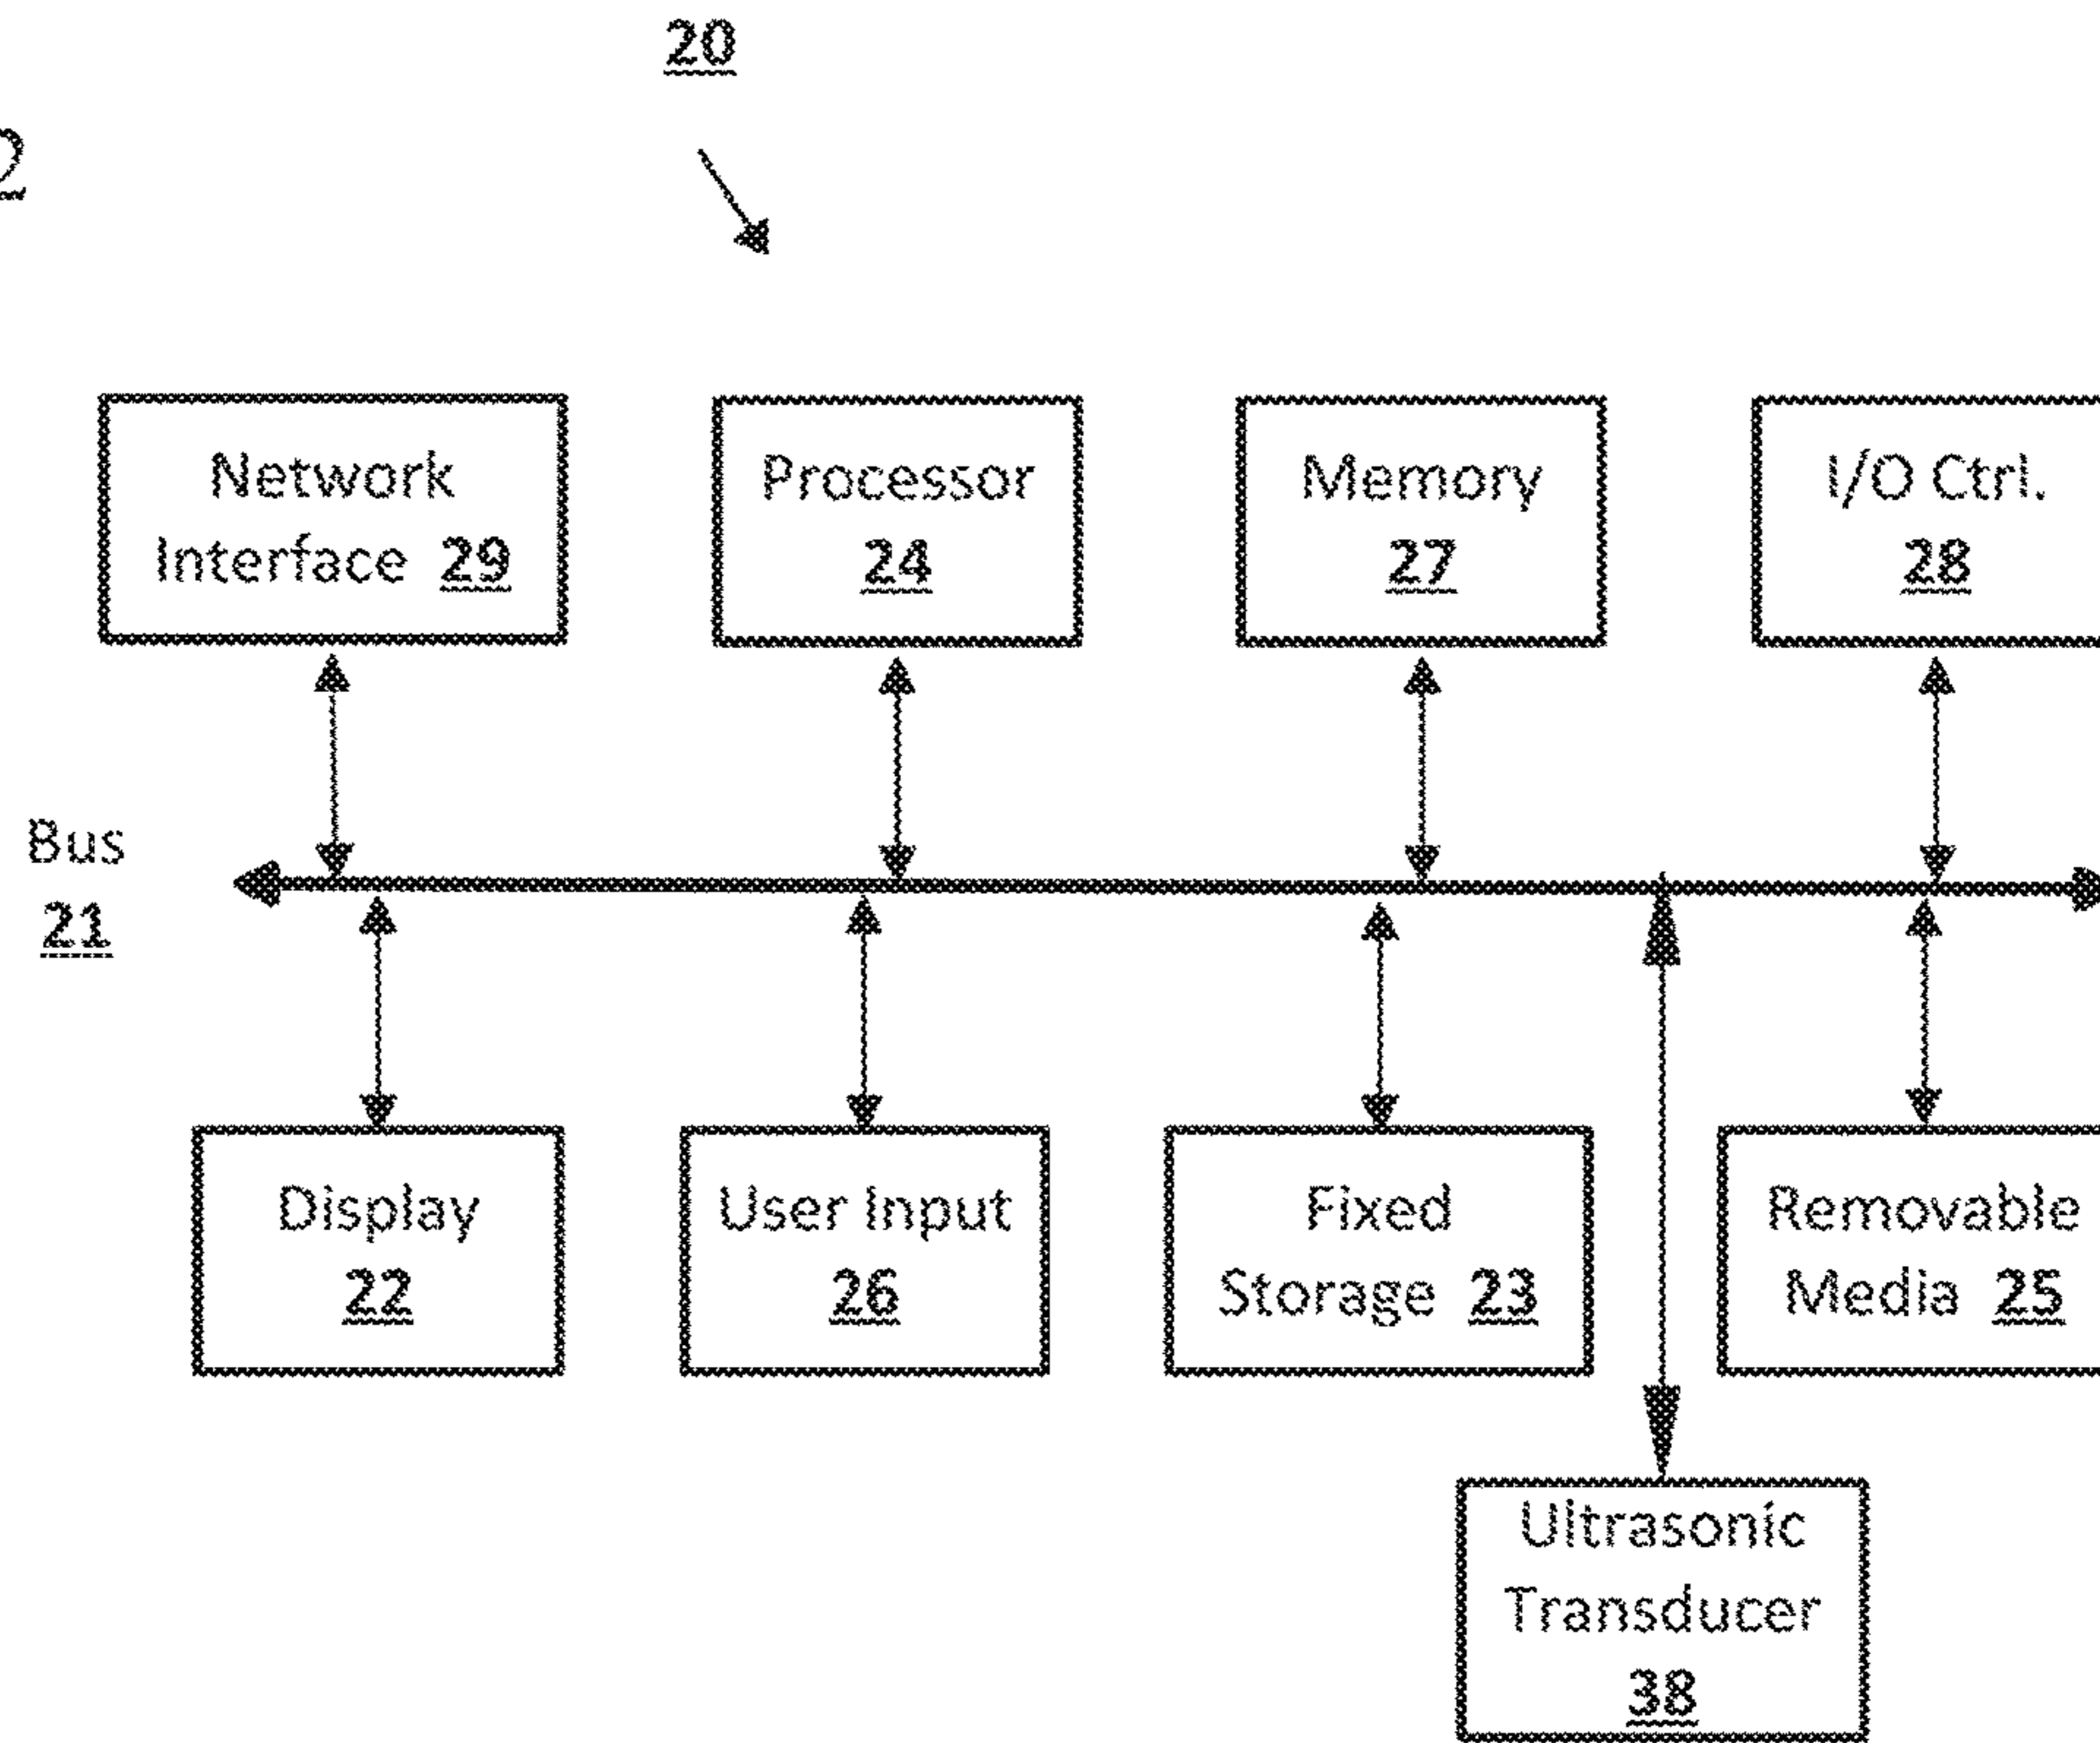 20
2
Network
Interface 29
Processor
24
Memory
27
I/O Ctrl.
28
Bus
21
Display
22
User Input
26
Fixed
Storage 23
Removable
Media 25
Ultrasonic
Transducer
38